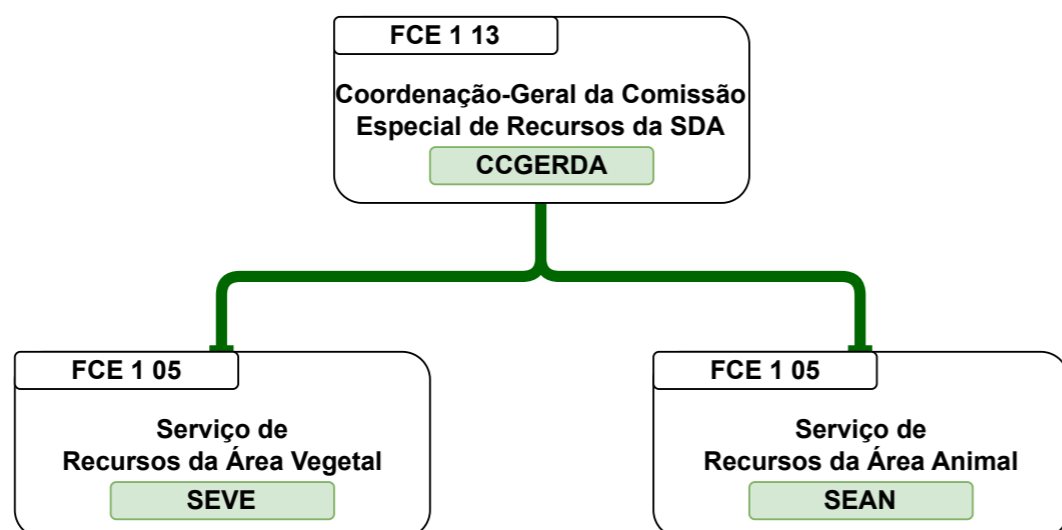 FCE 1 13
Coordenação-Geral da Comissão
Especial de Recursos da SDA
CCGERDA
FCE 1 05
Serviço de
Recursos da Área Vegetal
SEVE
FCE 1 05
Serviço de
Recursos da Área Animal
SEAN